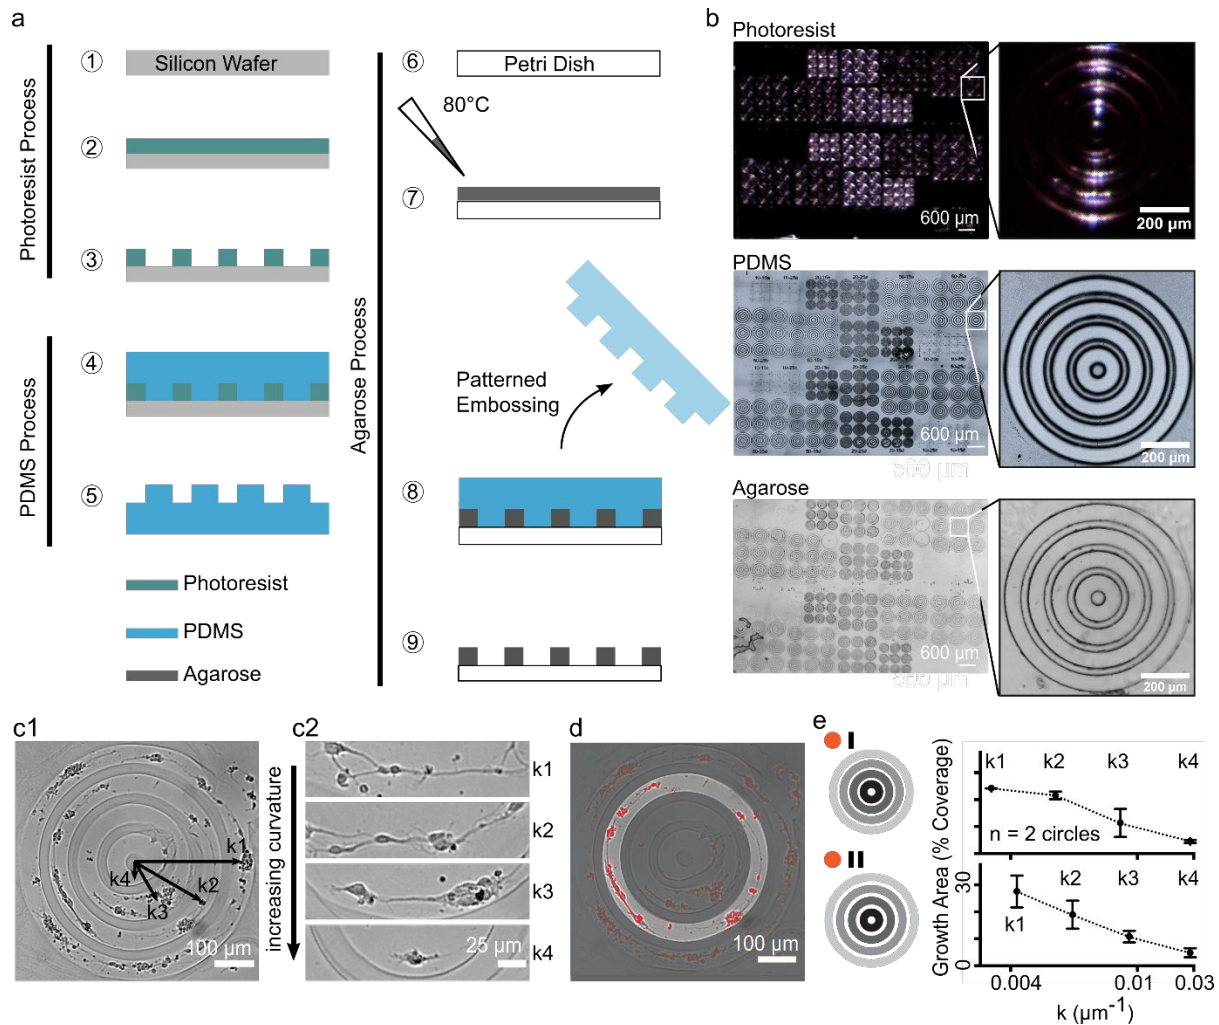 a
Photoresist Process
①
Silicon Wafer
②
③
PDMS Process
④
⑤
Photoresist
PDMS
Agarose
Agarose Process
⑥
Petri Dish
80°C
⑦
Patterned
Embossing
⑧
⑨
b
Photoresist
600 µm
200 µm
PDMS
600 µm
200 µm
Agarose
600 µm
200 µm
c1
k1
k2
k3
k4
100 µm
c2
increasing curvature
k1
k2
k3
k4
25 µm
d
100 µm
e
I
II
Growth Area (% Coverage)
k1 k2 k3 k4
n = 2 circles
30
k2 k3 k4
k1
0
0.004 0.01 0.03
k (µm⁻¹)